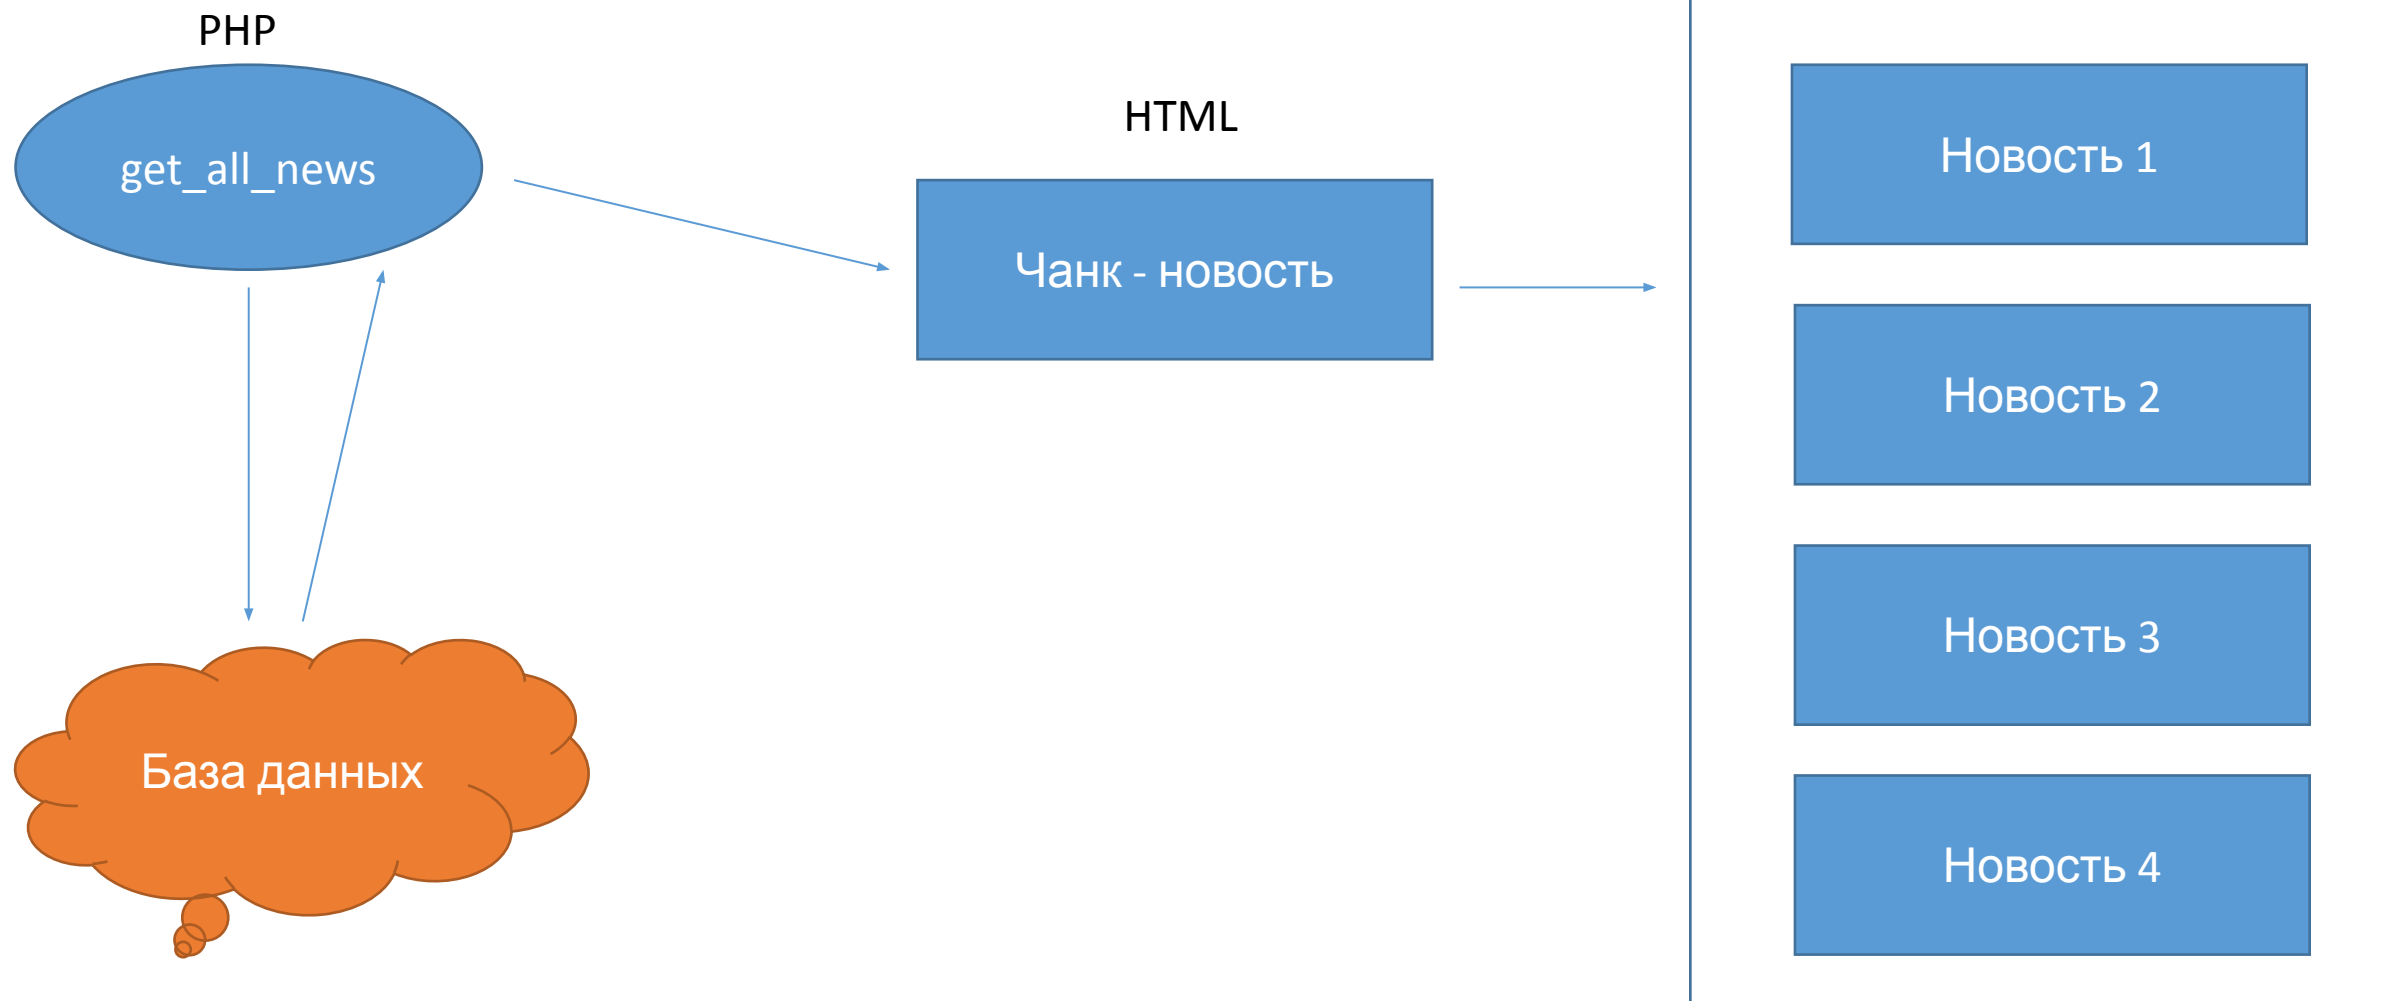 PHP
get_all_news
База данных
HTML
Чанк - новость
Новость 1
Новость 2
Новость 3
Новость 4